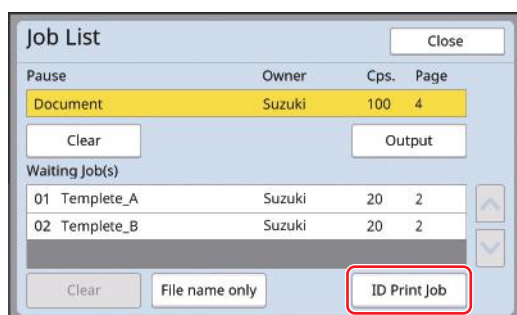 Job List Close
Pause Owner Cps. Page
Document Suzuki 100 4
Clear Output
Waiting Job(s)
01 Templete_A Suzuki 20 2
02 Templete_B Suzuki 20 2
Clear File name only ID Print Job